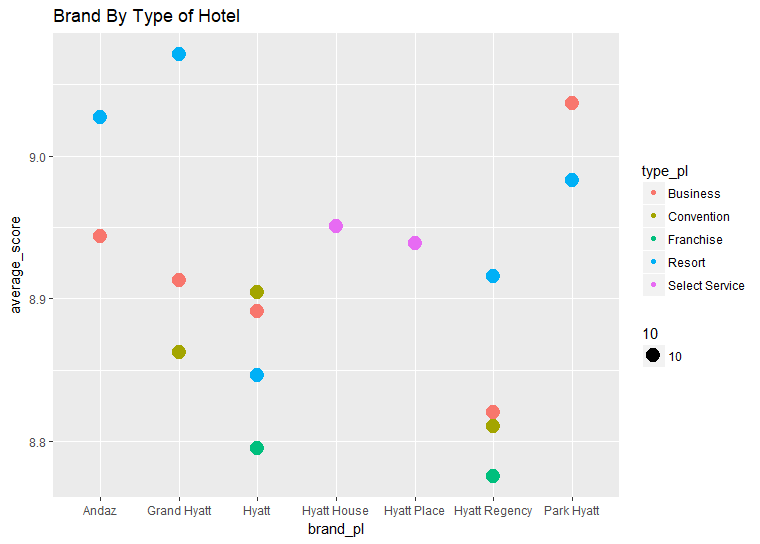 Brand By Type of Hotel
average_score
9.0
8.9
8.8
Andaz
Grand Hyatt
Hyatt
Hyatt House
Hyatt Place
Hyatt Regency
Park Hyatt
brand_pl
type_pl
Business
Convention
Franchise
Resort
Select Service
10
10